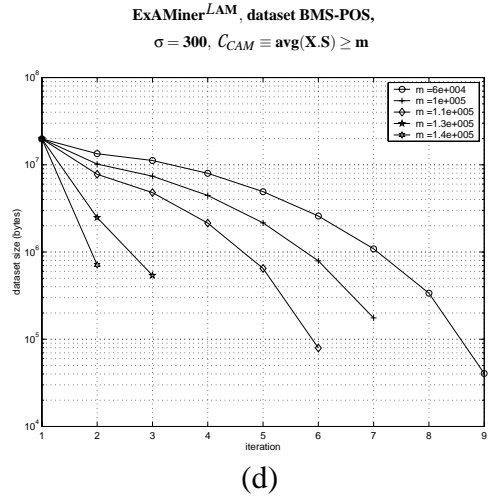 ExAMiner^LAM, dataset BMS-POS,
σ = 300, C_CAM ≡ avg(X.S) ≥ m
10^8
10^7
10^6
10^5
10^4
dataset size (bytes)
m =6e+004
m =1e+005
m =1.1e+005
m =1.3e+005
m =1.4e+005
1 2 3 4 5 6 7 8 9
iteration
(d)